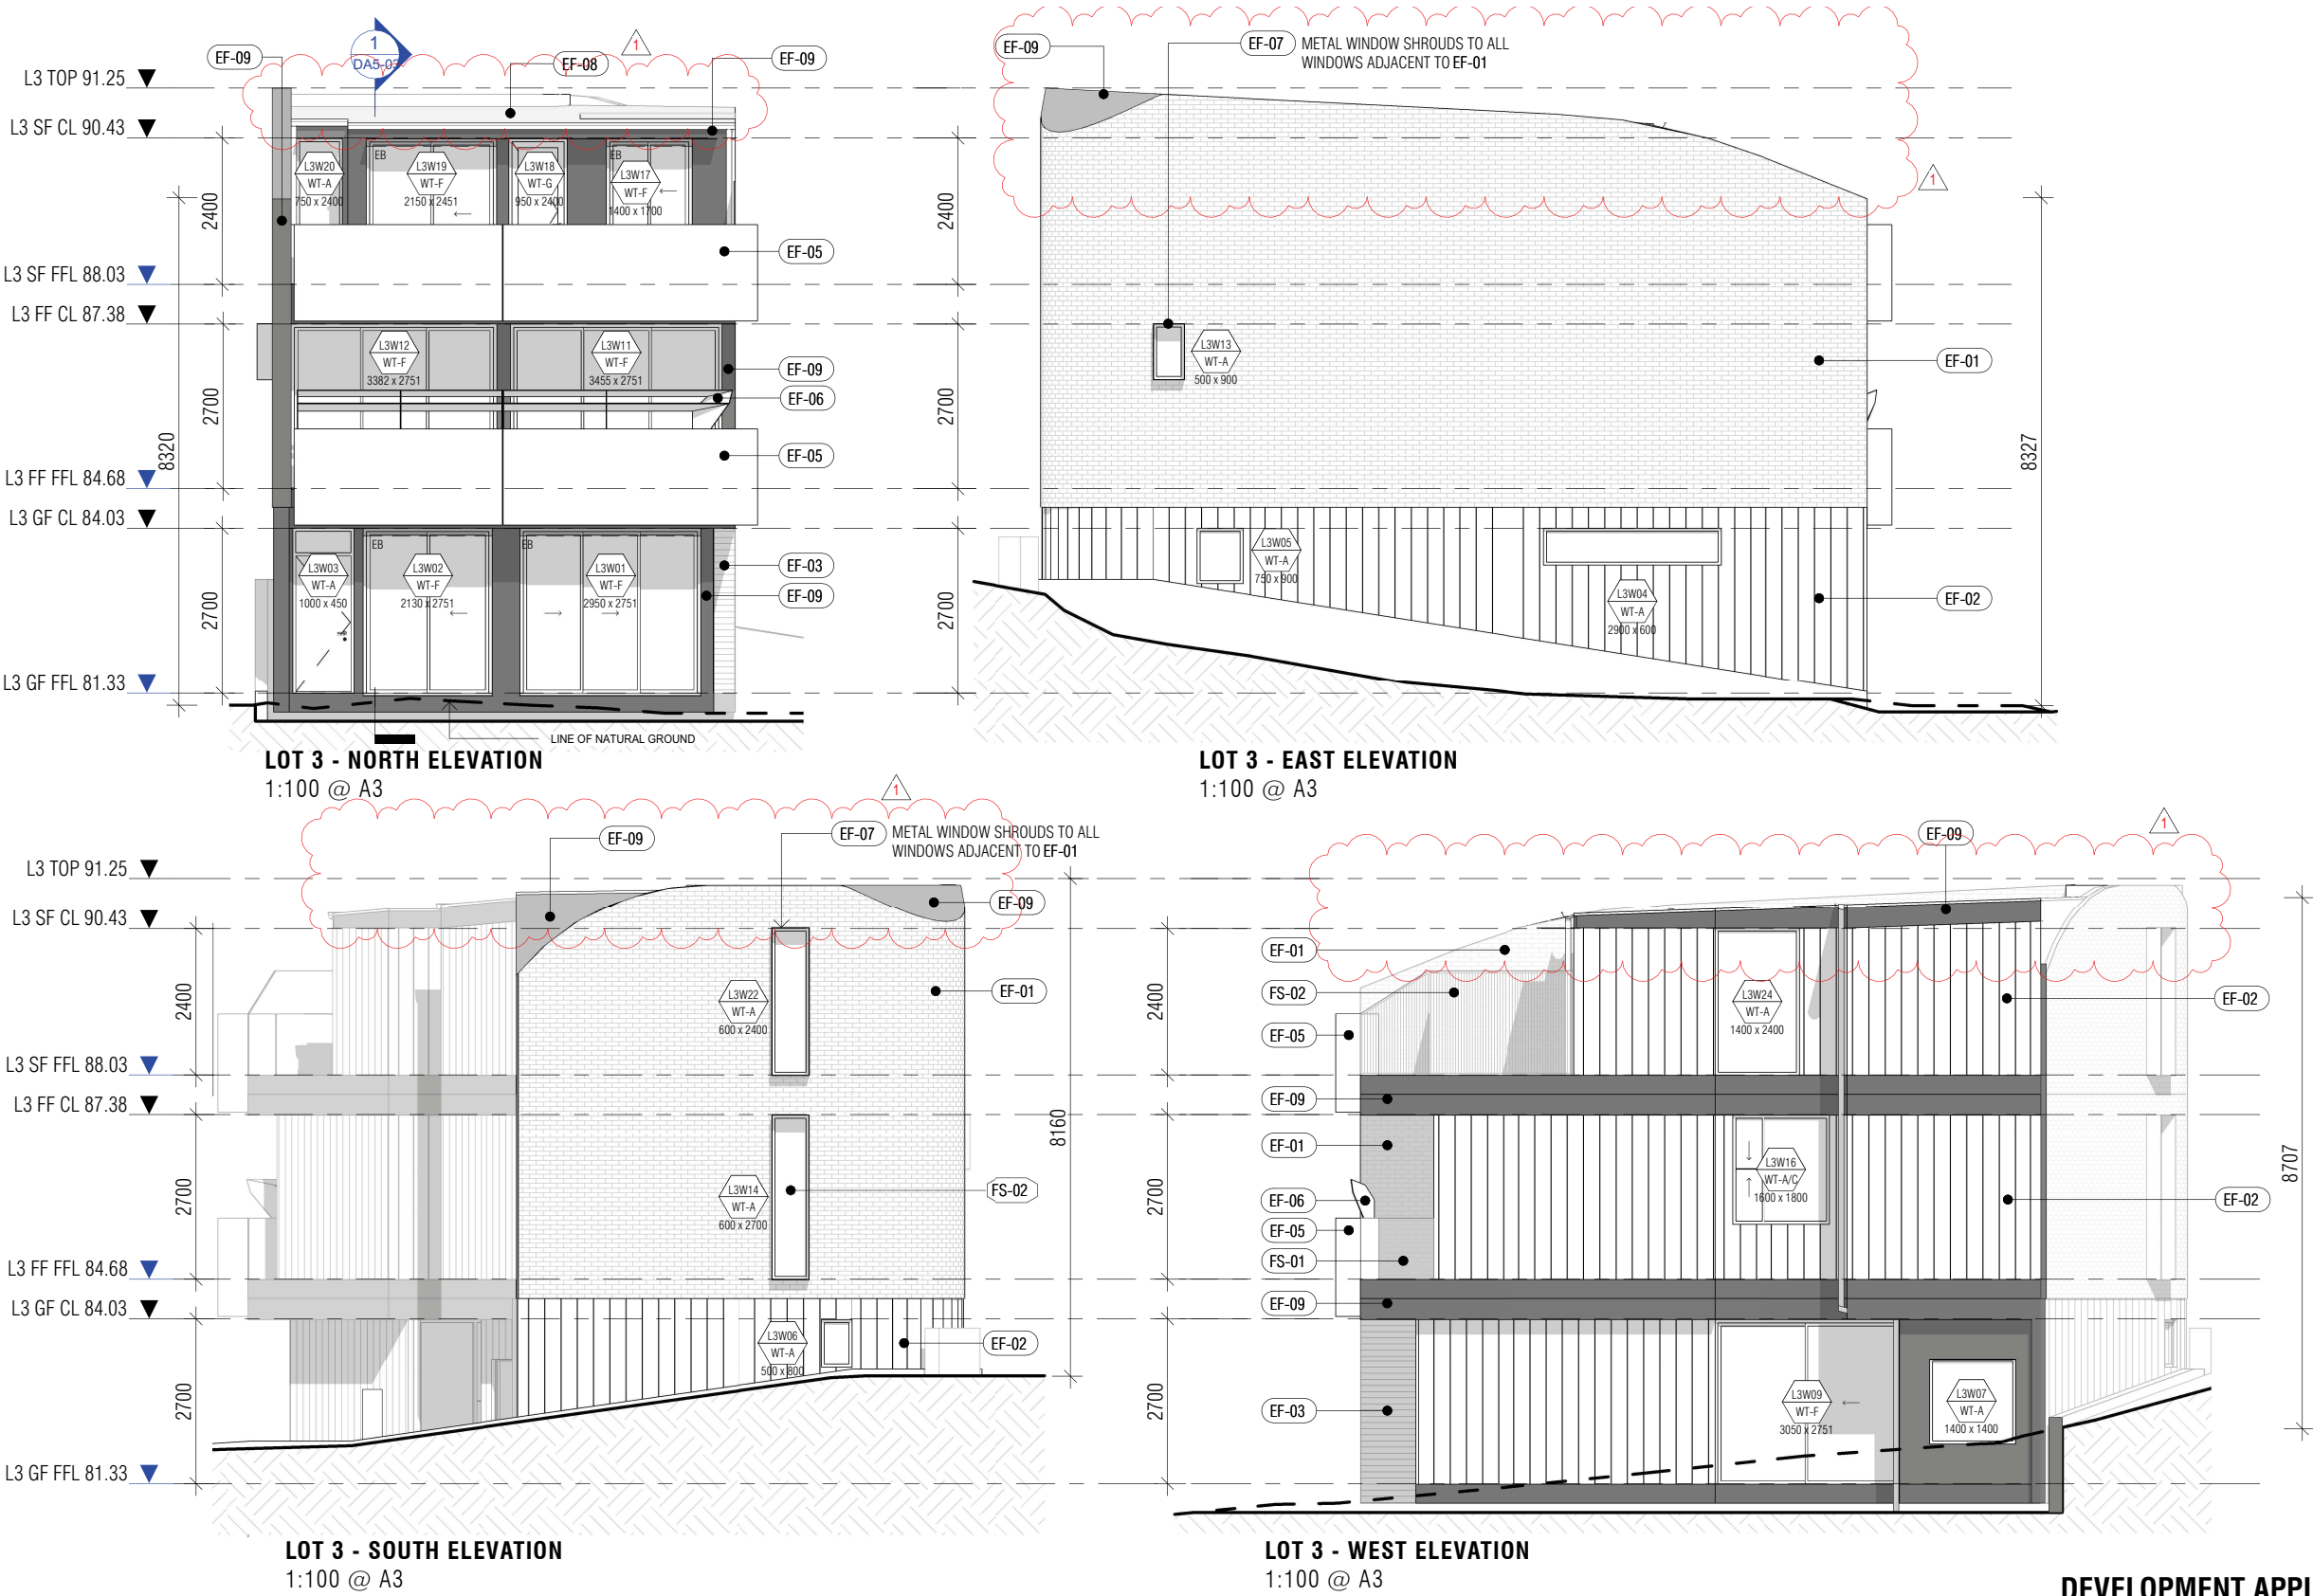 1
DA5-03
EF-09
EF-08
1
EF-09
L3 TOP 91.25
L3 SF CL 90.43
L3 SF FFL 88.03
L3 FF CL 87.38
L3 FF FFL 84.68
L3 GF CL 84.03
L3 GF FFL 81.33
2400
2700
2700
8320
EB
EB
L3W20
WT-A
750 x 2400
L3W19
WT-F
2150 x 2451
L3W18
WT-G
950 x 2400
L3W17
WT-F
1400 x 1700
EF-05
L3W12
WT-F
3382 x 2751
L3W11
WT-F
3455 x 2751
EF-09
EF-06
EF-05
EB
EB
L3W03
WT-A
1000 x 450
L3W02
WT-F
2130 x 2751
L3W01
WT-F
2950 x 2751
EF-03
EF-09
LINE OF NATURAL GROUND
LOT 3 - NORTH ELEVATION
1:100 @ A3
EF-09
EF-07 METAL WINDOW SHROUDS TO ALL
WINDOWS ADJACENT TO EF-01
1
2400
2700
2700
8327
L3W13
WT-A
500 x 900
EF-01
L3W05
WT-A
750 x 900
L3W04
WT-A
2900 x 600
EF-02
LOT 3 - EAST ELEVATION
1:100 @ A3
1
EF-09
EF-07 METAL WINDOW SHROUDS TO ALL
WINDOWS ADJACENT TO EF-01
L3 TOP 91.25
L3 SF CL 90.43
L3 SF FFL 88.03
L3 FF CL 87.38
L3 FF FFL 84.68
L3 GF CL 84.03
L3 GF FFL 81.33
2400
2700
2700
8160
EF-09
EF-01
L3W22
WT-A
600 x 2400
L3W14
WT-A
600 x 2700
FS-02
L3W06
WT-A
500 x 800
EF-02
LOT 3 - SOUTH ELEVATION
1:100 @ A3
EF-09
1
2400
2700
2700
8707
EF-01
FS-02
EF-05
EF-09
EF-01
EF-06
EF-05
FS-01
EF-09
EF-03
L3W24
WT-A
1400 x 2400
EF-02
L3W16
WT-A/C
1600 x 1800
EF-02
L3W09
WT-F
3050 x 2751
L3W07
WT-A
1400 x 1400
LOT 3 - WEST ELEVATION
1:100 @ A3
DEVELOPMENT APPL